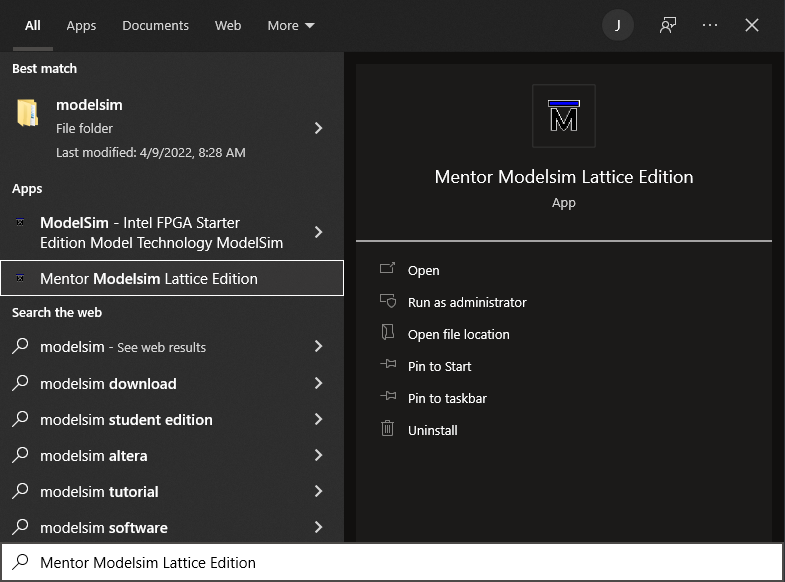 All Apps Documents Web More J
Best match
modelsim
File folder
Last modified: 4/9/2022, 8:28 AM
Apps
ModelSim - Intel FPGA Starter
Edition Model Technology ModelSim
Mentor Modelsim Lattice Edition
Search the web
modelsim - See web results
modelsim download
modelsim student edition
modelsim altera
modelsim tutorial
modelsim software
M
Mentor Modelsim Lattice Edition
App
Open
Run as administrator
Open file location
Pin to Start
Pin to taskbar
Uninstall
Mentor Modelsim Lattice Edition